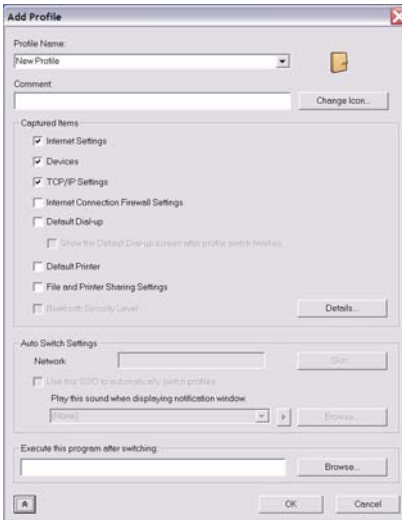 Add Profile
Profile Name:
New Profile
Comment:
Change Icon...
Captured Items
Internet Settings
Devices
TCP/IP Settings
Internet Connection Firewall Settings
Default Dial-up
Show the Default Dial-up screen after profile switch finishes
Default Printer
File and Printer Sharing Settings
Bluetooth Security Level
Details...
Auto Switch Settings
Network
Use this SSID to automatically switch profiles.
Play this sound when displaying notification window.
(None)
Browse...
Execute this program after switching:
Browse...
OK
Cancel